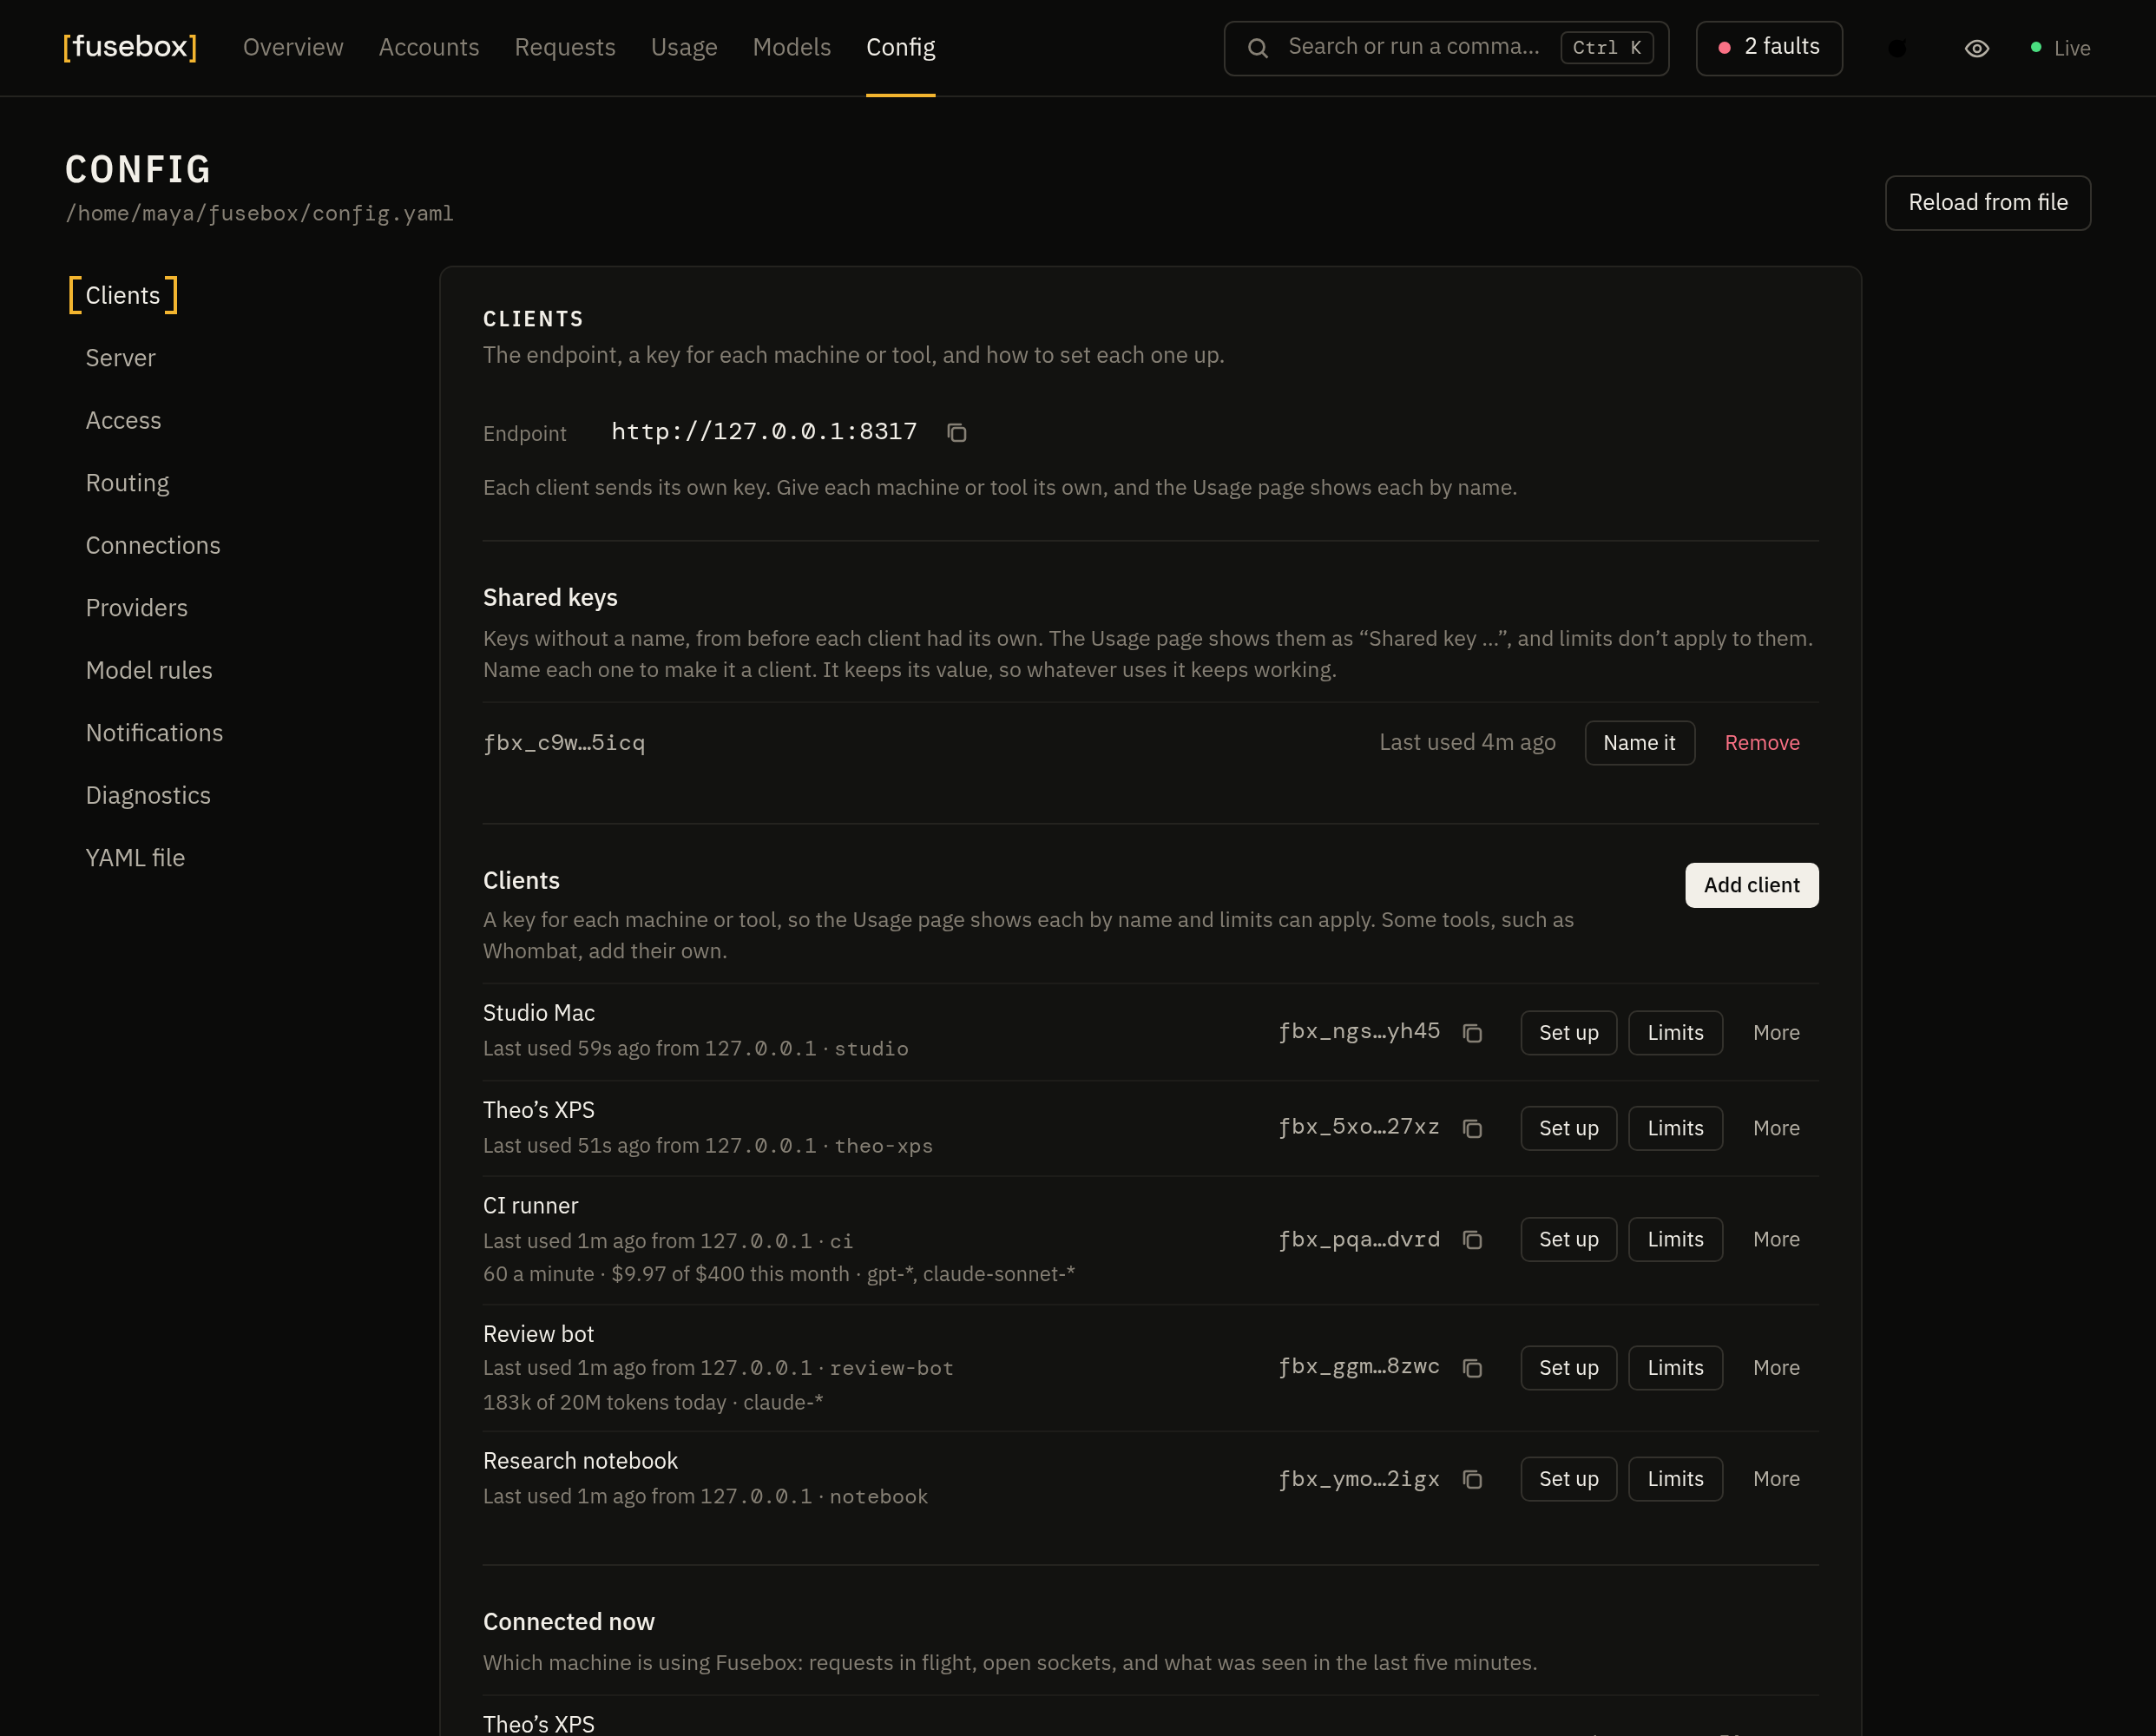 [fusebox] Overview Accounts Requests Usage Models Config Search or run a comma... Ctrl K 2 faults Live
CONFIG
/home/maya/fusebox/config.yaml
Reload from file
Clients
Server
Access
Routing
Connections
Providers
Model rules
Notifications
Diagnostics
YAML file
CLIENTS
The endpoint, a key for each machine or tool, and how to set each one up.
Endpoint http://127.0.0.1:8317
Each client sends its own key. Give each machine or tool its own, and the Usage page shows each by name.
Shared keys
Keys without a name, from before each client had its own. The Usage page shows them as “Shared key …”, and limits don’t apply to them.
Name each one to make it a client. It keeps its value, so whatever uses it keeps working.
fbx_c9w…5icq Last used 4m ago Name it Remove
Clients
Add client
A key for each machine or tool, so the Usage page shows each by name and limits can apply. Some tools, such as
Whombat, add their own.
Studio Mac
Last used 59s ago from 127.0.0.1 · studio
fbx_ngs…yh45 Set up Limits More
Theo’s XPS
Last used 51s ago from 127.0.0.1 · theo-xps
fbx_5xo…27xz Set up Limits More
CI runner
Last used 1m ago from 127.0.0.1 · ci
60 a minute · $9.97 of $400 this month · gpt-*, claude-sonnet-*
fbx_pqa…dvrd Set up Limits More
Review bot
Last used 1m ago from 127.0.0.1 · review-bot
183k of 20M tokens today · claude-*
fbx_ggm…8zwc Set up Limits More
Research notebook
Last used 1m ago from 127.0.0.1 · notebook
fbx_ymo…2igx Set up Limits More
Connected now
Which machine is using Fusebox: requests in flight, open sockets, and what was seen in the last five minutes.
Theo’s XPS